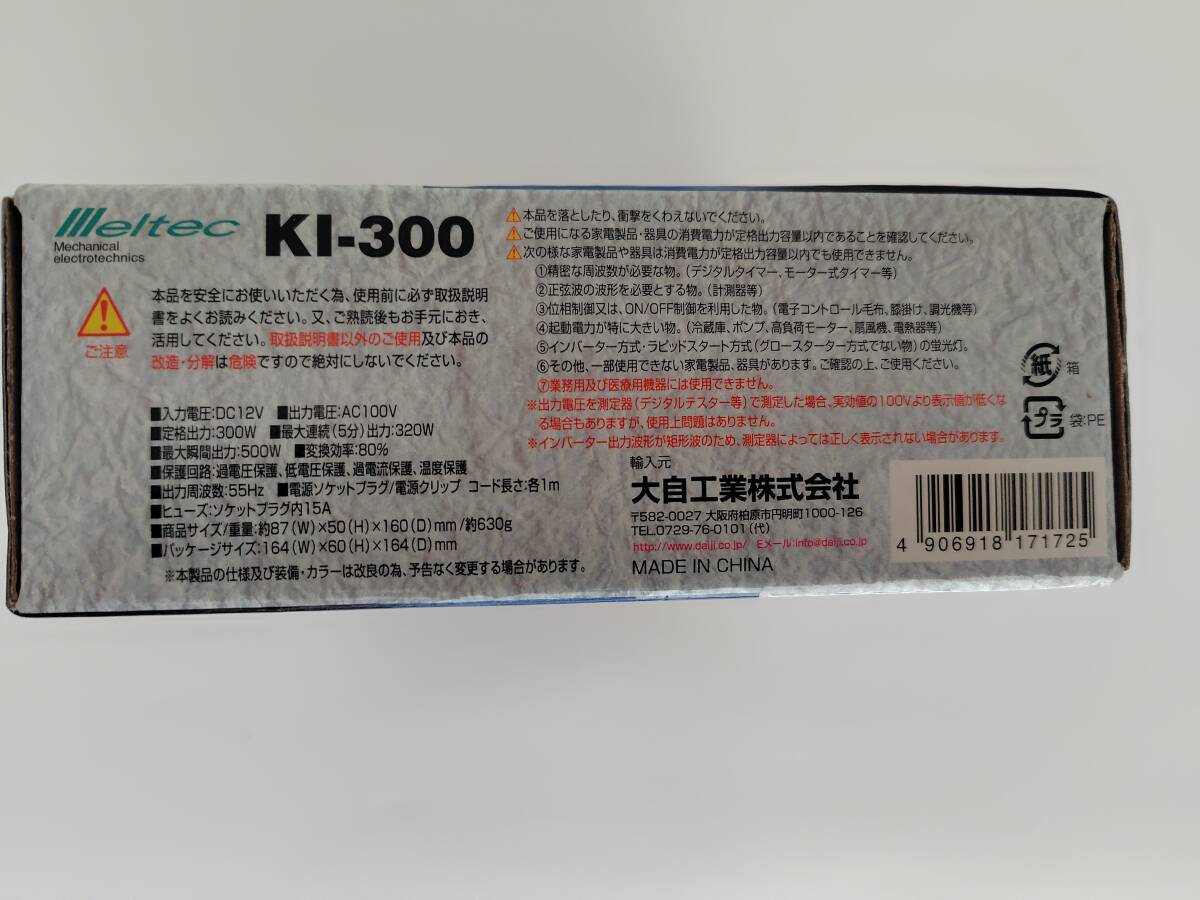 Meltec
Mechanical
electrotechnics
KI-300
ご注意
本品を安全にお使いいただく為、使用前に必ず取扱説明
書をよくお読みください。又、ご熟読後もお手元におき、
活用してください。取扱説明書以外のご使用及び本品の
改造・分解は危険ですので絶対にしないでください。
■入力電圧:DC12V ■出力電圧:AC100V
■定格出力:300W ■最大連続(5分)出力:320W
■最大瞬間出力:500W ■変換効率:80%
■保護回路:過電圧保護、低電圧保護、過電流保護、温度保護
■出力周波数:55Hz ■電源ソケットプラグ/電源クリップ コード長さ:各1m
■ヒューズ:ソケットプラグ内15A
■商品サイズ/重量:約87(W)×50(H)×160(D)mm/約630g
■パッケージサイズ:164(W)×60(H)×164(D)mm
※本製品の仕様及び装備・カラーは改良の為、予告なく変更する場合があります。
本品を落としたり、衝撃をくわえないでください。
ご使用になる家電製品・器具の消費電力が定格出力容量以内であることを確認してください。
次の様な家電製品や器具は消費電力が定格出力容量以内でも使用できません。
①精密な周波数が必要な物。(デジタルタイマー、モーター式タイマー等)
②正弦波の波形を必要とする物。(計測器等)
③位相制御又は、ON/OFF制御を利用した物。(電子コントロール毛布、膝掛け、調光機等)
④起動電力が特に大きい物。(冷蔵庫、ポンプ、高負荷モーター、扇風機、電熱器等)
⑤インバーター方式・ラピッドスタート方式(グロースターター方式でない物)の蛍光灯。
⑥その他、一部使用できない家電製品、器具があります。ご確認の上、ご使用ください。
⑦業務用及び医療用機器には使用できません。
※出力電圧を測定器(デジタルテスター等)で測定した場合、実効値の100Vより表示値が低くな
る場合もありますが、使用上問題はありません。
※インバーター出力波形が矩形波のため、測定器によっては正しく表示されない場合があります。
紙 箱
プラ 袋:PE
輸入元
大自工業株式会社
〒582-0027 大阪府柏原市円明町1000-126
TEL.0729-76-0101(代)
http://www.daiji.co.jp/ Eメール:info@daiji.co.jp
MADE IN CHINA
4 906918 171725